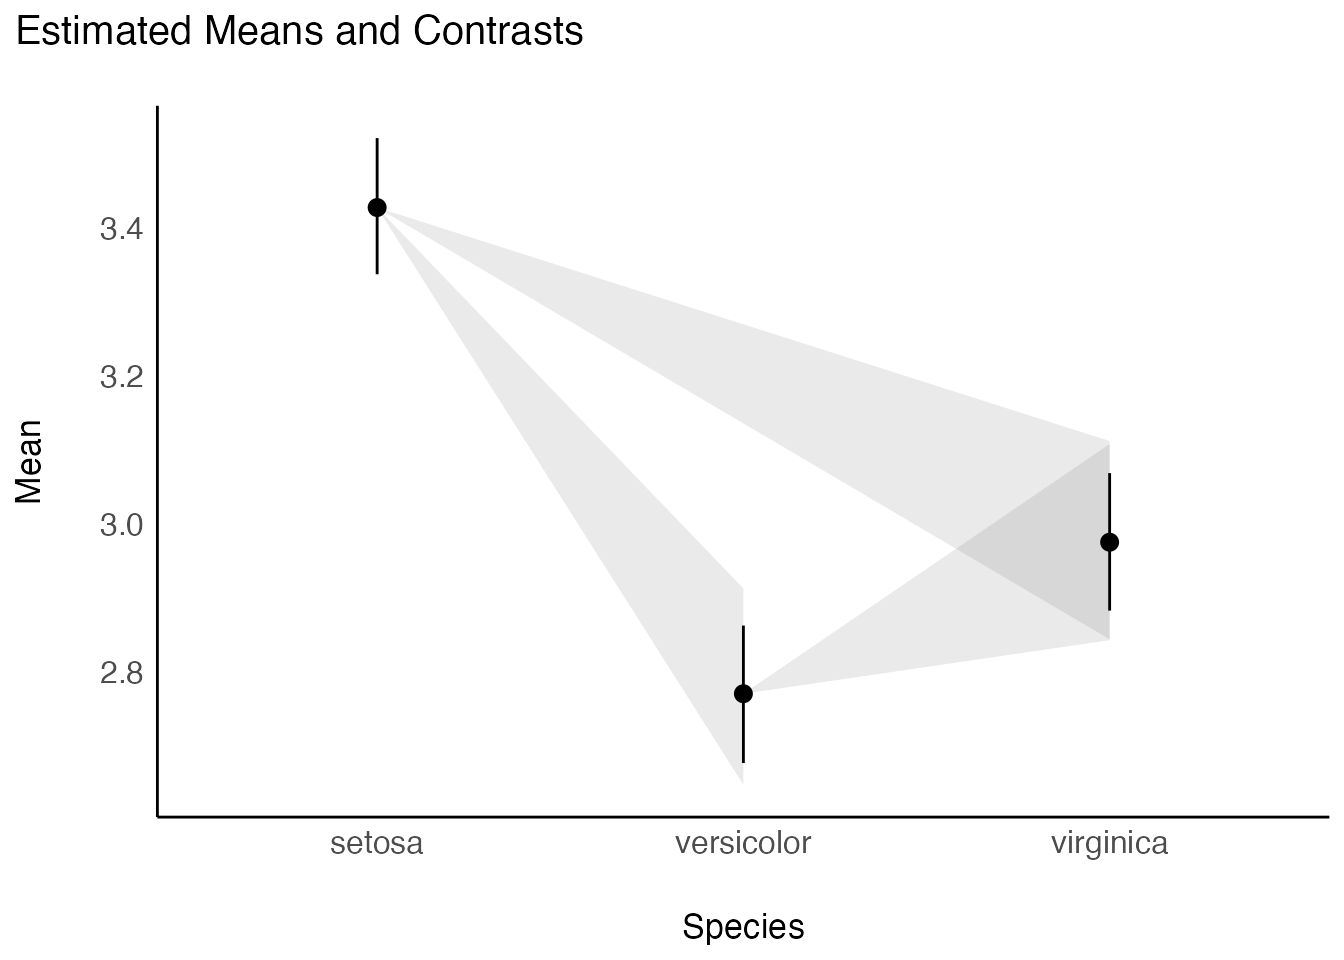 Estimated Means and Contrasts
Mean
3.4
3.2
3.0
2.8
setosa versicolor virginica
Species